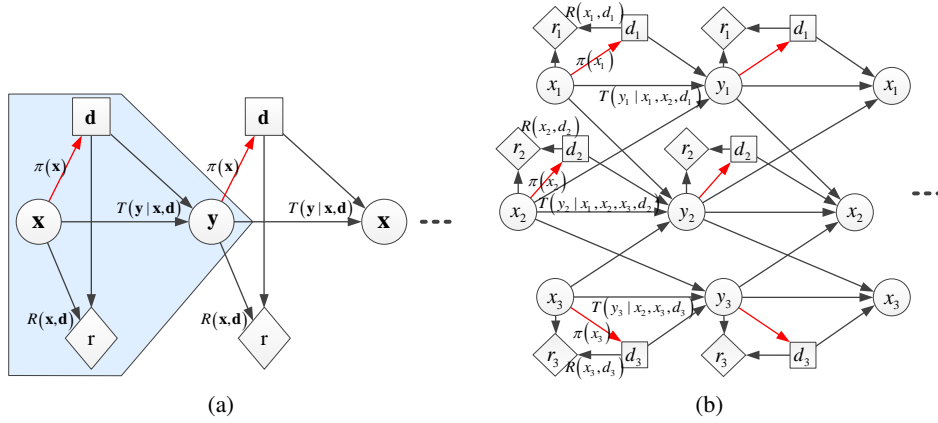 d
d
π(x)
π(x)
x
T(y | x,d)
y
T(y | x,d)
x
R(x,d)
r
R(x,d)
r
(a)
R(x₁,d₁)
r₁
d₁
r₁
d₁
π(x₁)
x₁
T(y₁ | x₁,x₂,d₁)
y₁
x₁
R(x₂,d₂)
r₂
d₂
r₂
d₂
π(x₂)
x₂
T(y₂ | x₁,x₂,x₃,d₂)
y₂
x₂
x₃
T(y₃ | x₂,x₃,d₃)
y₃
x₃
π(x₃)
r₃
d₃
r₃
d₃
R(x₃,d₃)
(b)